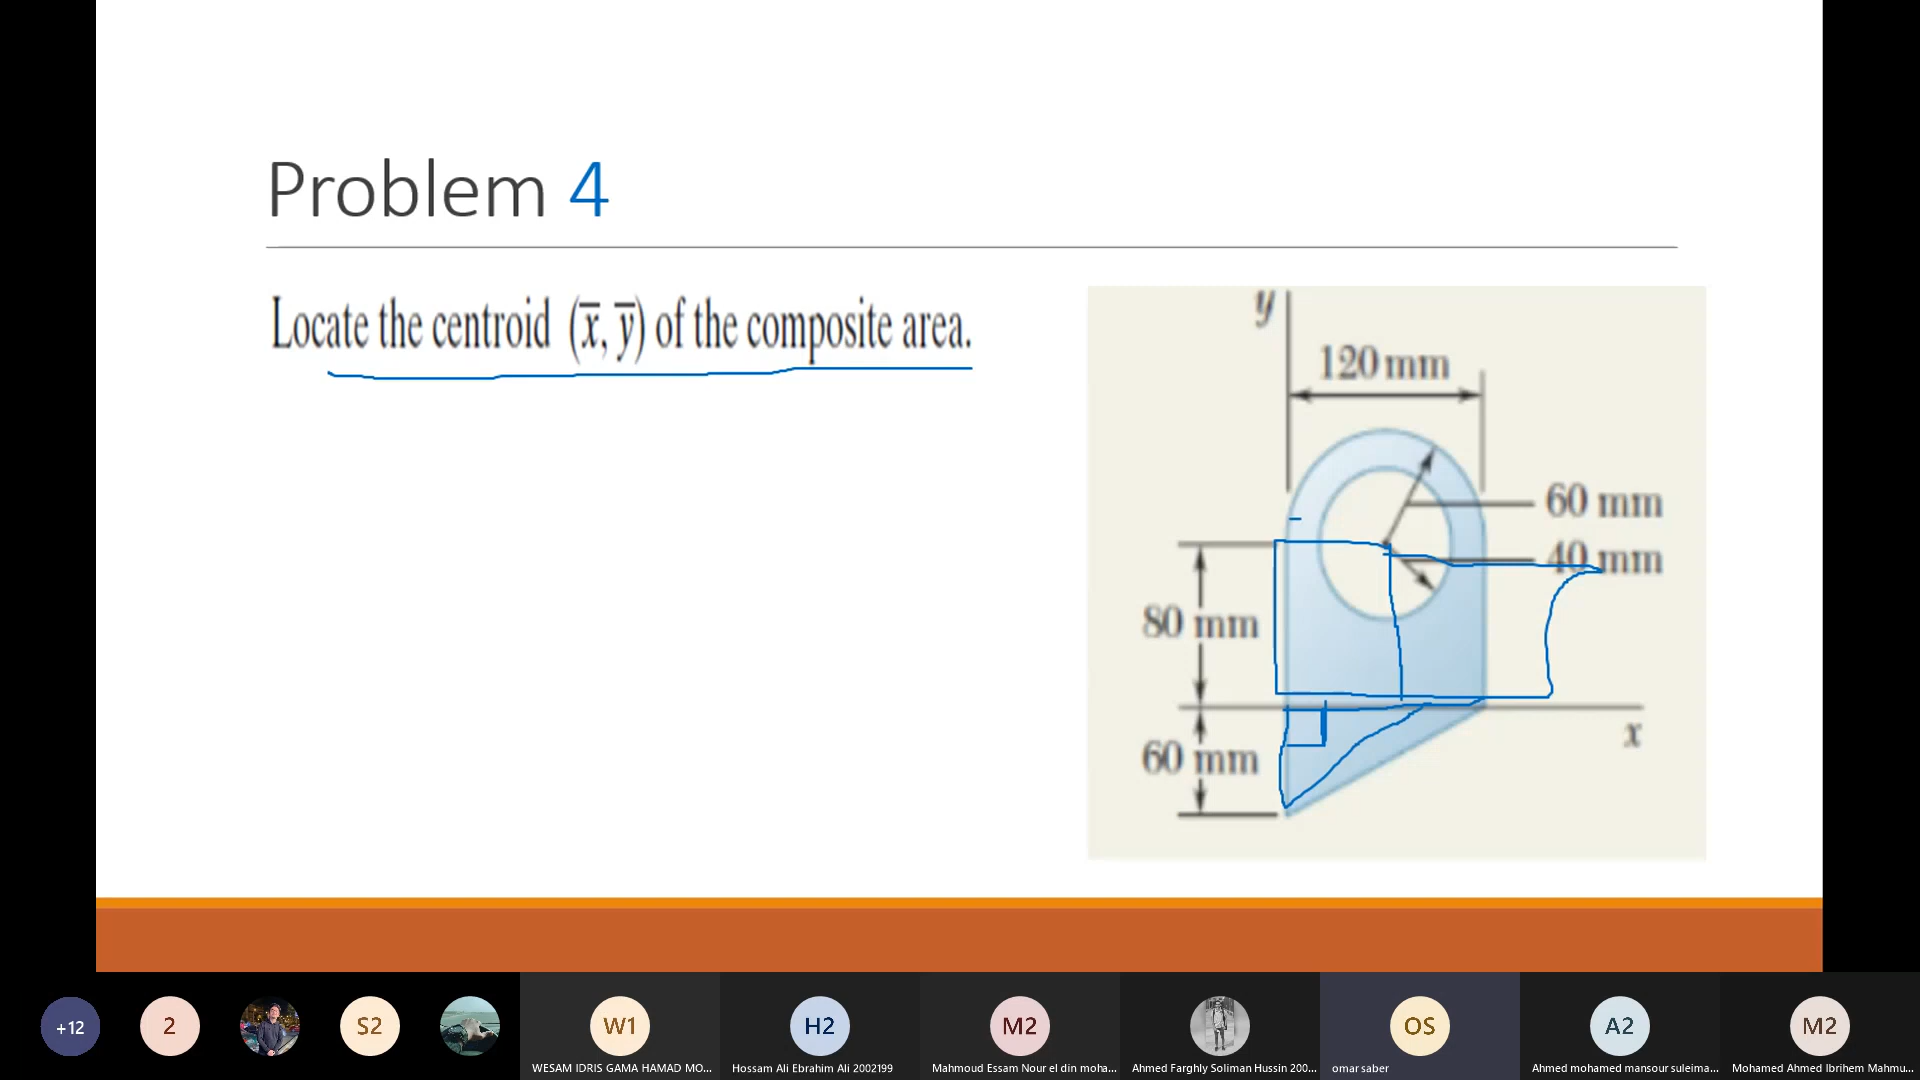 Problem 4
Locate the centroid (x̅, y̅) of the composite area.
y
120 mm
60 mm
40 mm
80 mm
60 mm
x
+12
2
S2
W1
H2
M2
OS
A2
M2
WESAM IDRIS GAMA HAMAD MO...
Hossam Ali Ebrahim Ali 2002199
Mahmoud Essam Nour el din moha...
Ahmed Farghly Soliman Hussin 200...
omar saber
Ahmed mohamed mansour suleima...
Mohamed Ahmed Ibrihem Mahmu...